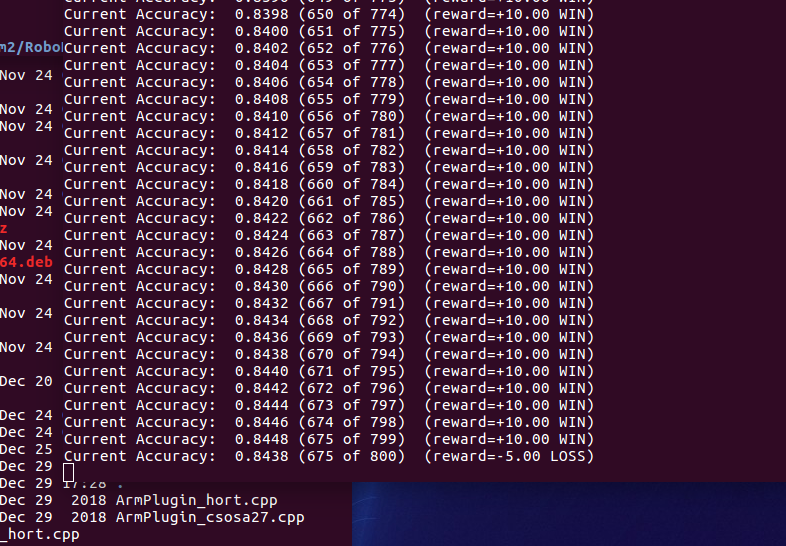 Current Accuracy:  0.8398 (650 of 774)  (reward=+10.00 WIN)
Current Accuracy:  0.8400 (651 of 775)  (reward=+10.00 WIN)
Current Accuracy:  0.8402 (652 of 776)  (reward=+10.00 WIN)
m2/Robo
Current Accuracy:  0.8404 (653 of 777)  (reward=+10.00 WIN)
Nov 24
Current Accuracy:  0.8406 (654 of 778)  (reward=+10.00 WIN)
Current Accuracy:  0.8408 (655 of 779)  (reward=+10.00 WIN)
Nov 24
Current Accuracy:  0.8410 (656 of 780)  (reward=+10.00 WIN)
Nov 24
Current Accuracy:  0.8412 (657 of 781)  (reward=+10.00 WIN)
Current Accuracy:  0.8414 (658 of 782)  (reward=+10.00 WIN)
Nov 24
Current Accuracy:  0.8416 (659 of 783)  (reward=+10.00 WIN)
Current Accuracy:  0.8418 (660 of 784)  (reward=+10.00 WIN)
Nov 24
Current Accuracy:  0.8420 (661 of 785)  (reward=+10.00 WIN)
Nov 24
Current Accuracy:  0.8422 (662 of 786)  (reward=+10.00 WIN)
z
Current Accuracy:  0.8424 (663 of 787)  (reward=+10.00 WIN)
Nov 24
Current Accuracy:  0.8426 (664 of 788)  (reward=+10.00 WIN)
64.deb
Current Accuracy:  0.8428 (665 of 789)  (reward=+10.00 WIN)
Nov 24
Current Accuracy:  0.8430 (666 of 790)  (reward=+10.00 WIN)
Current Accuracy:  0.8432 (667 of 791)  (reward=+10.00 WIN)
Nov 24
Current Accuracy:  0.8434 (668 of 792)  (reward=+10.00 WIN)
Current Accuracy:  0.8436 (669 of 793)  (reward=+10.00 WIN)
Nov 24
Current Accuracy:  0.8438 (670 of 794)  (reward=+10.00 WIN)
Current Accuracy:  0.8440 (671 of 795)  (reward=+10.00 WIN)
Dec 20
Current Accuracy:  0.8442 (672 of 796)  (reward=+10.00 WIN)
Current Accuracy:  0.8444 (673 of 797)  (reward=+10.00 WIN)
Dec 24
Current Accuracy:  0.8446 (674 of 798)  (reward=+10.00 WIN)
Dec 24
Current Accuracy:  0.8448 (675 of 799)  (reward=+10.00 WIN)
Dec 25
Current Accuracy:  0.8438 (675 of 800)  (reward=-5.00 LOSS)
Dec 29
Dec 29 17:28 .
Dec 29  2018 ArmPlugin_hort.cpp
Dec 29  2018 ArmPlugin_csosa27.cpp
_hort.cpp